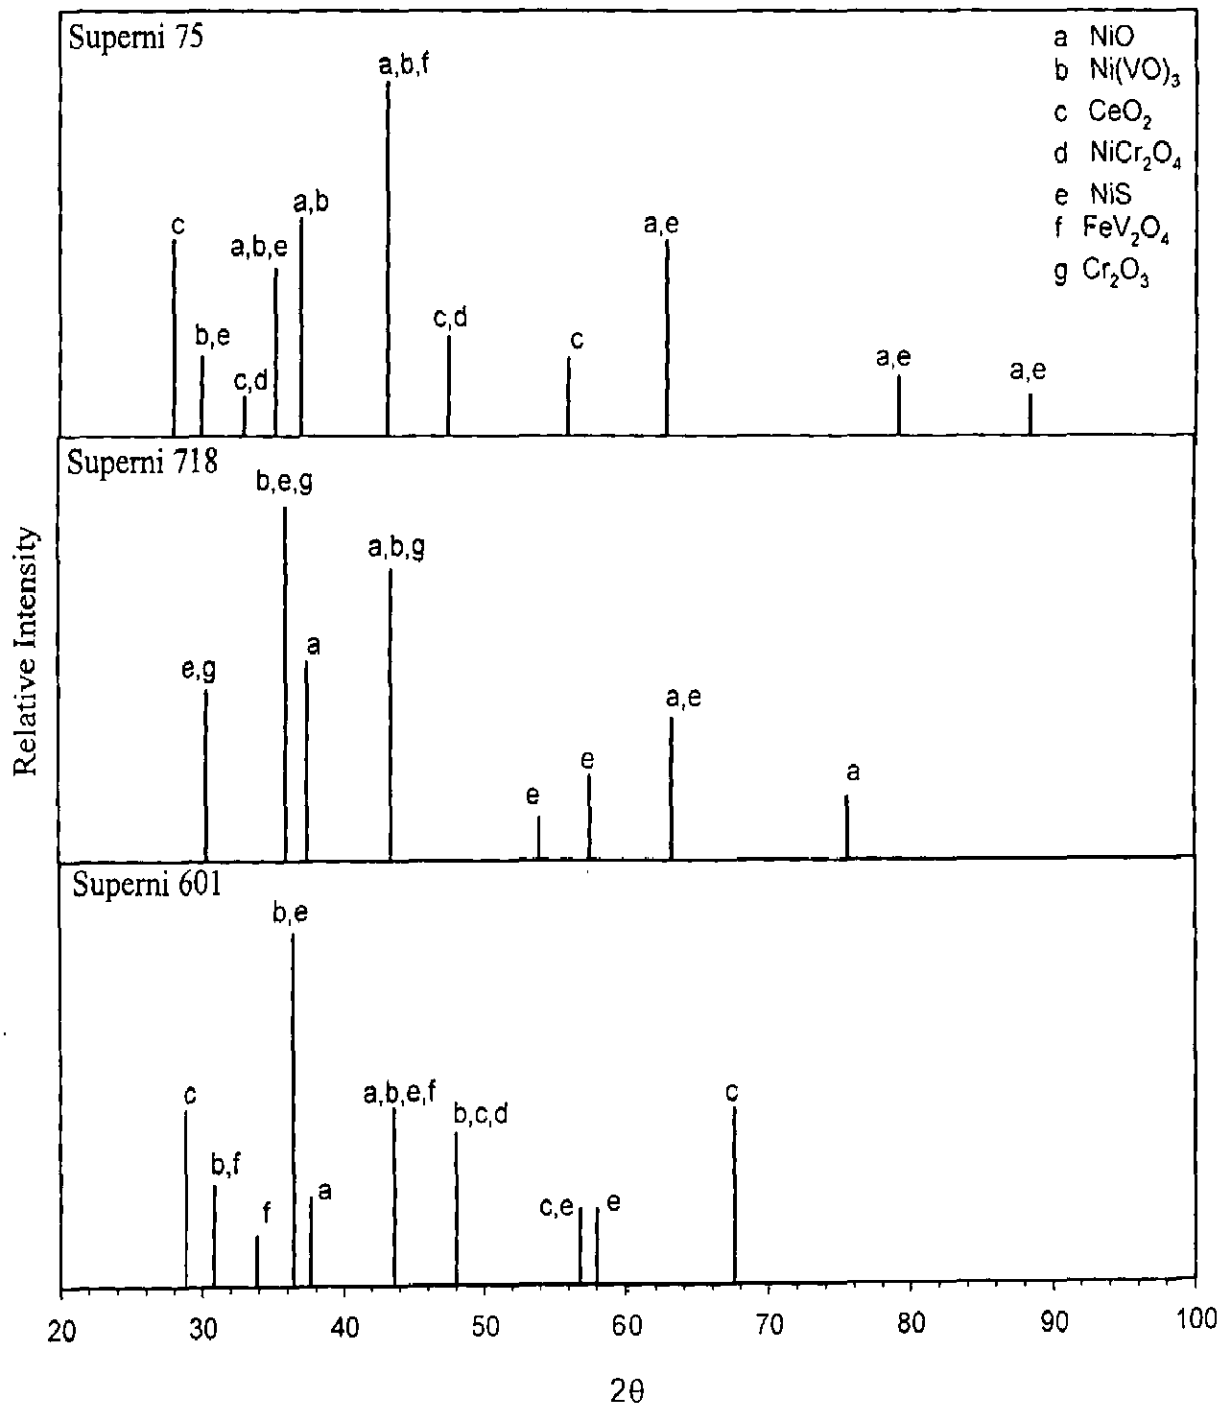 Superni 75
a NiO
b Ni(VO)₃
c CeO₂
d NiCr₂O₄
e NiS
f FeV₂O₄
g Cr₂O₃
a,b,f
c
a,b,e
a,b
b,e
c,d
c,d
c
a,e
a,e
a,e
Superni 718
b,e,g
a,b,g
e,g
a
e
e
a,e
a
Superni 601
b,e
c
b,f
f
a
a,b,e,f
b,c,d
c,e
e
c
Relative Intensity
20 30 40 50 60 70 80 90 100
2θ